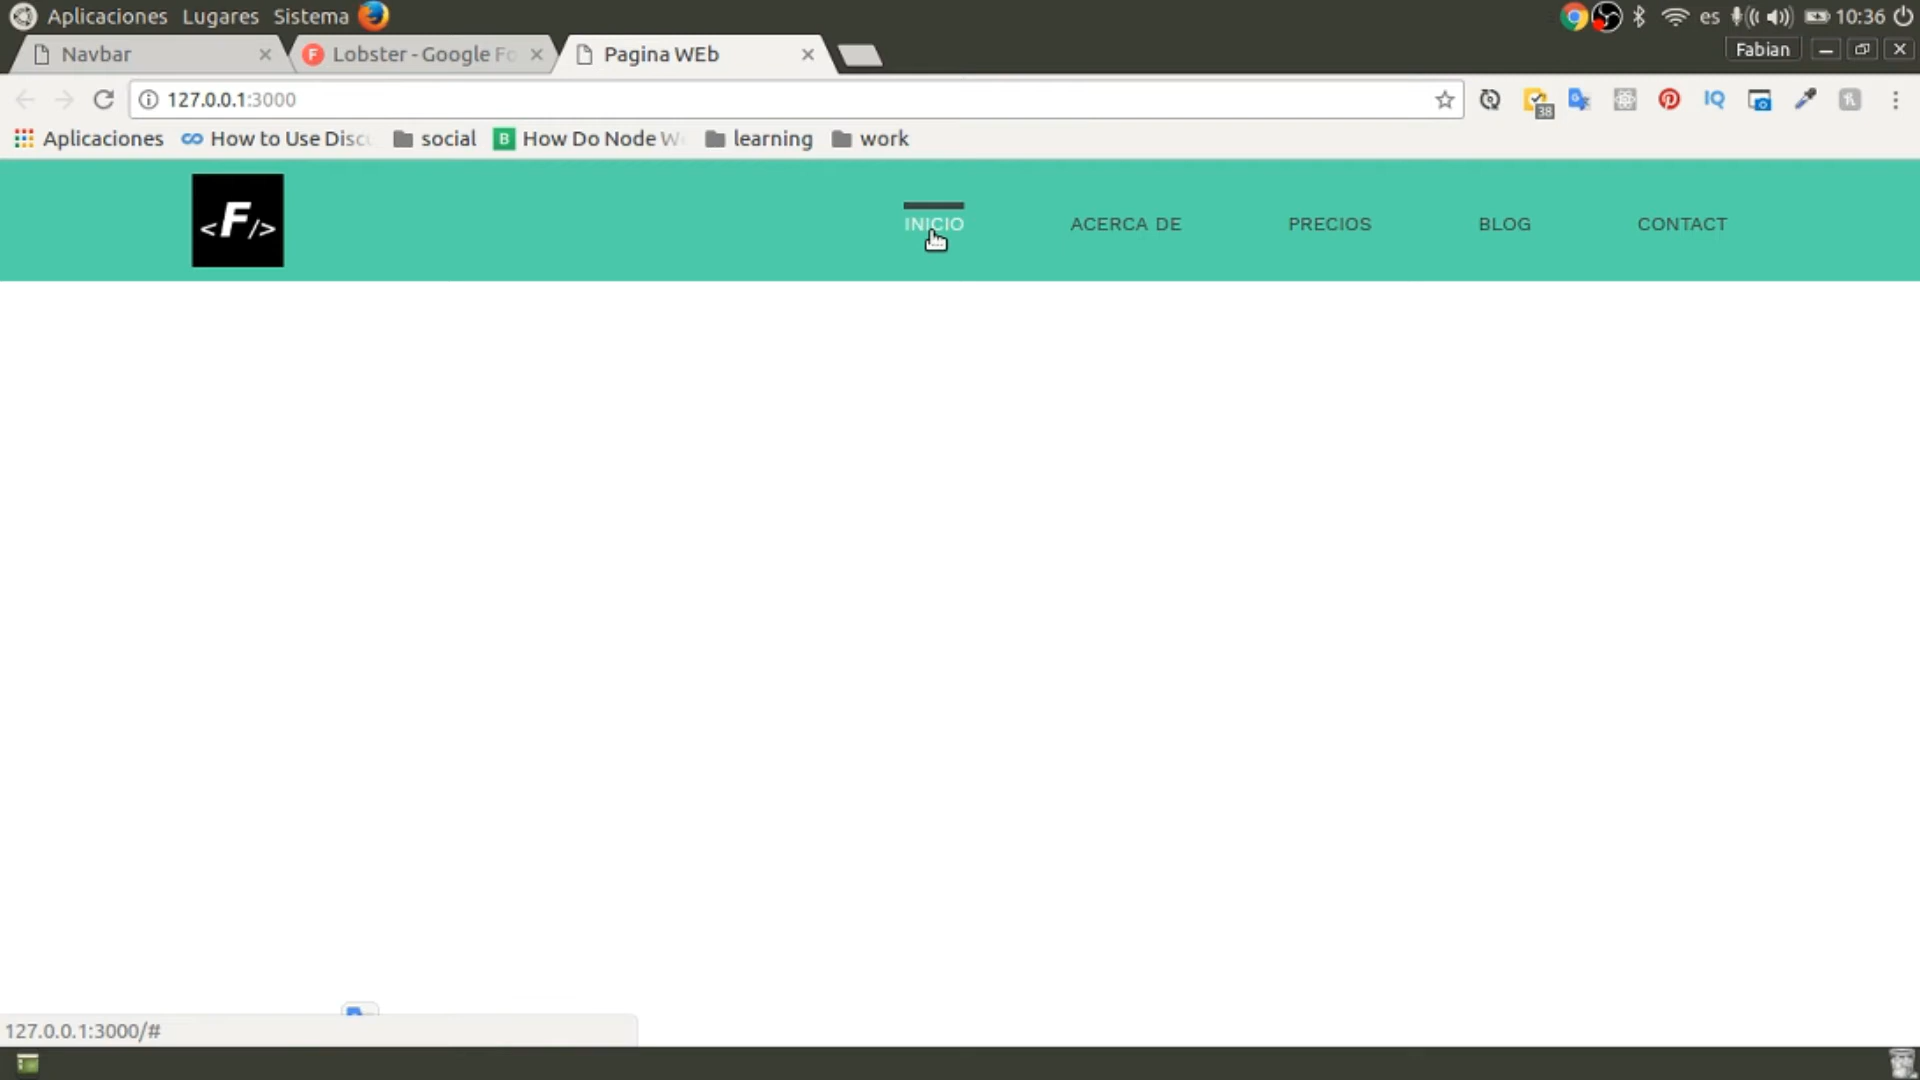 Aplicaciones Lugares Sistema es 10:36
Navbar Lobster - Google Fo Pagina WEb Fabian
127.0.0.1:3000 38 IQ
Aplicaciones How to Use Disc social B How Do Node W learning work
<F/> INICIO ACERCA DE PRECIOS BLOG CONTACT
127.0.0.1:3000/#